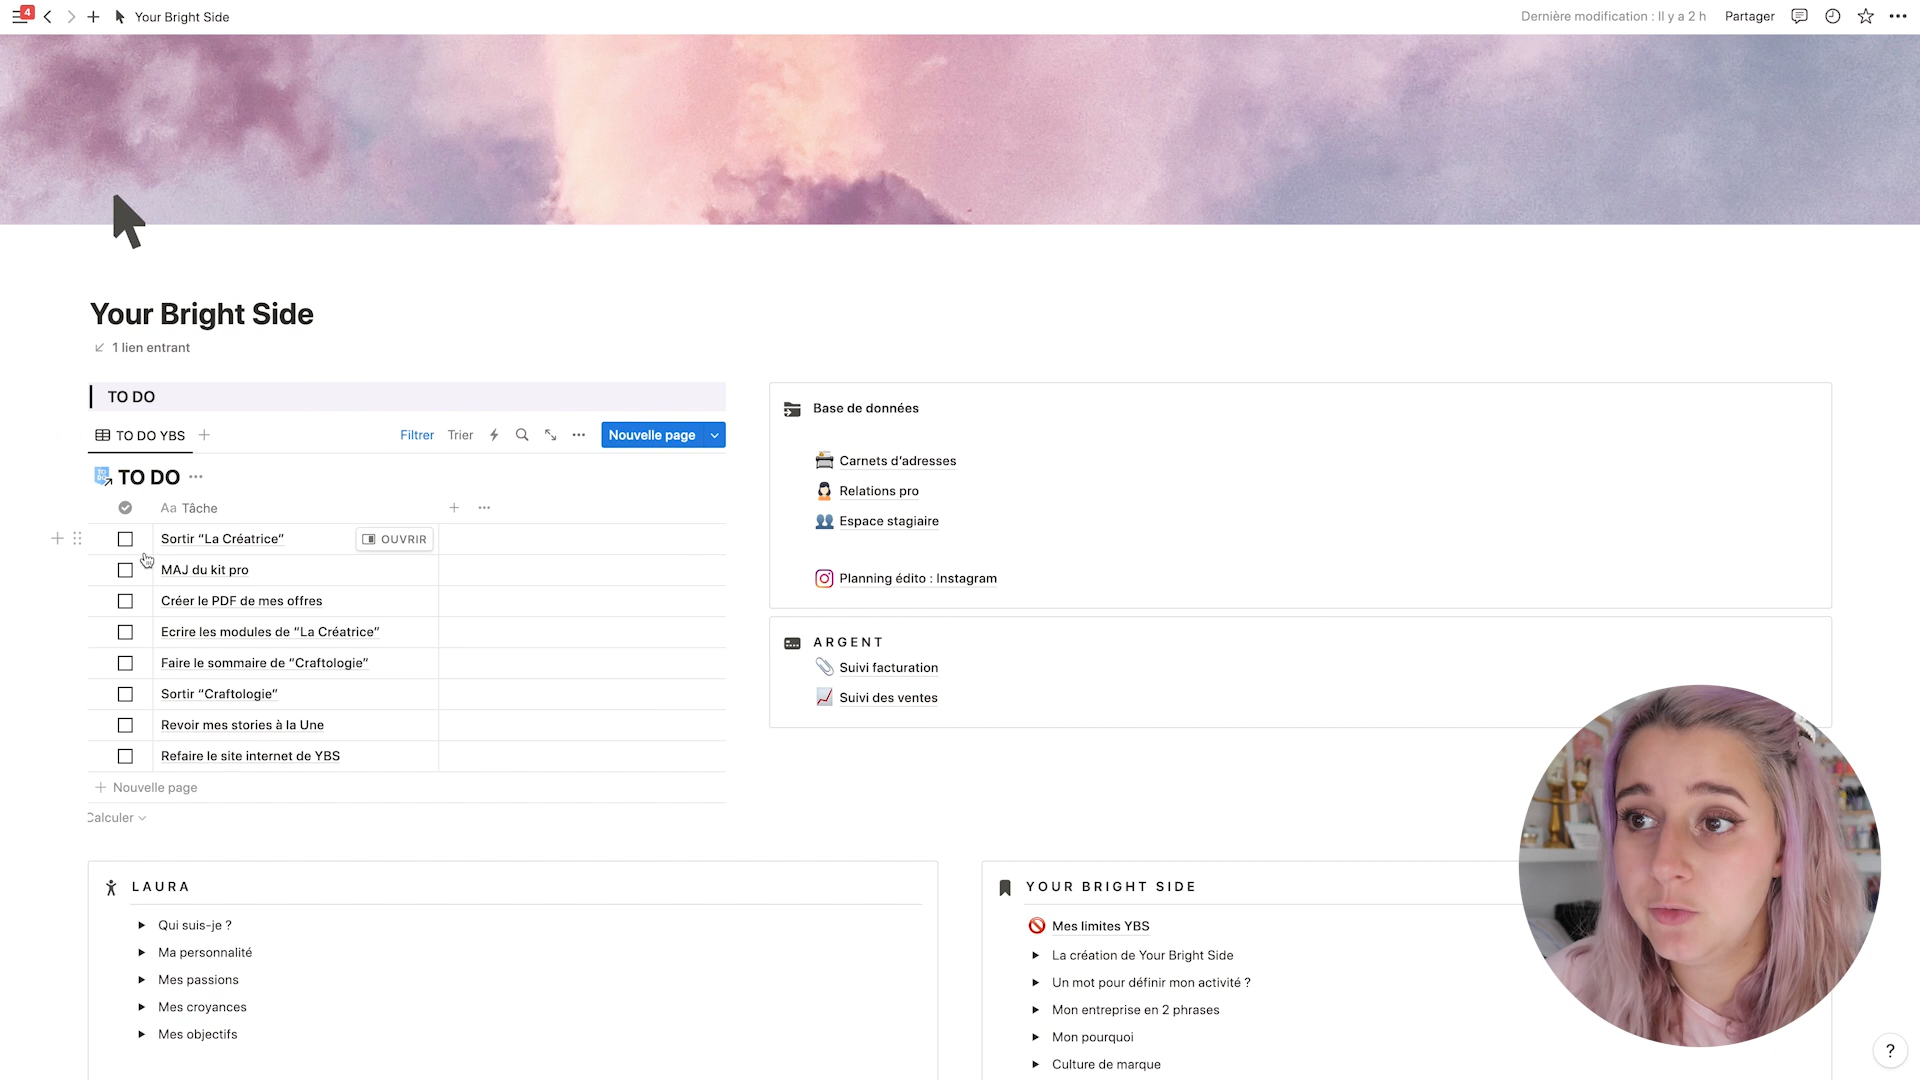 4
Your Bright Side
Dernière modification : Il y a 2 h
Partager
Your Bright Side
1 lien entrant
TO DO
TO DO YBS
Filtrer
Trier
Nouvelle page
TO DO
Aa Tâche
Sortir “La Créatrice”
OUVRIR
MAJ du kit pro
Créer le PDF de mes offres
Ecrire les modules de “La Créatrice”
Faire le sommaire de “Craftologie”
Sortir “Craftologie”
Revoir mes stories à la Une
Refaire le site internet de YBS
Nouvelle page
Calculer
Base de données
Carnets d'adresses
Relations pro
Espace stagiaire
Planning édito : Instagram
ARGENT
Suivi facturation
Suivi des ventes
LAURA
Qui suis-je ?
Ma personnalité
Mes passions
Mes croyances
Mes objectifs
YOUR BRIGHT SIDE
Mes limites YBS
La création de Your Bright Side
Un mot pour définir mon activité ?
Mon entreprise en 2 phrases
Mon pourquoi
Culture de marque
?